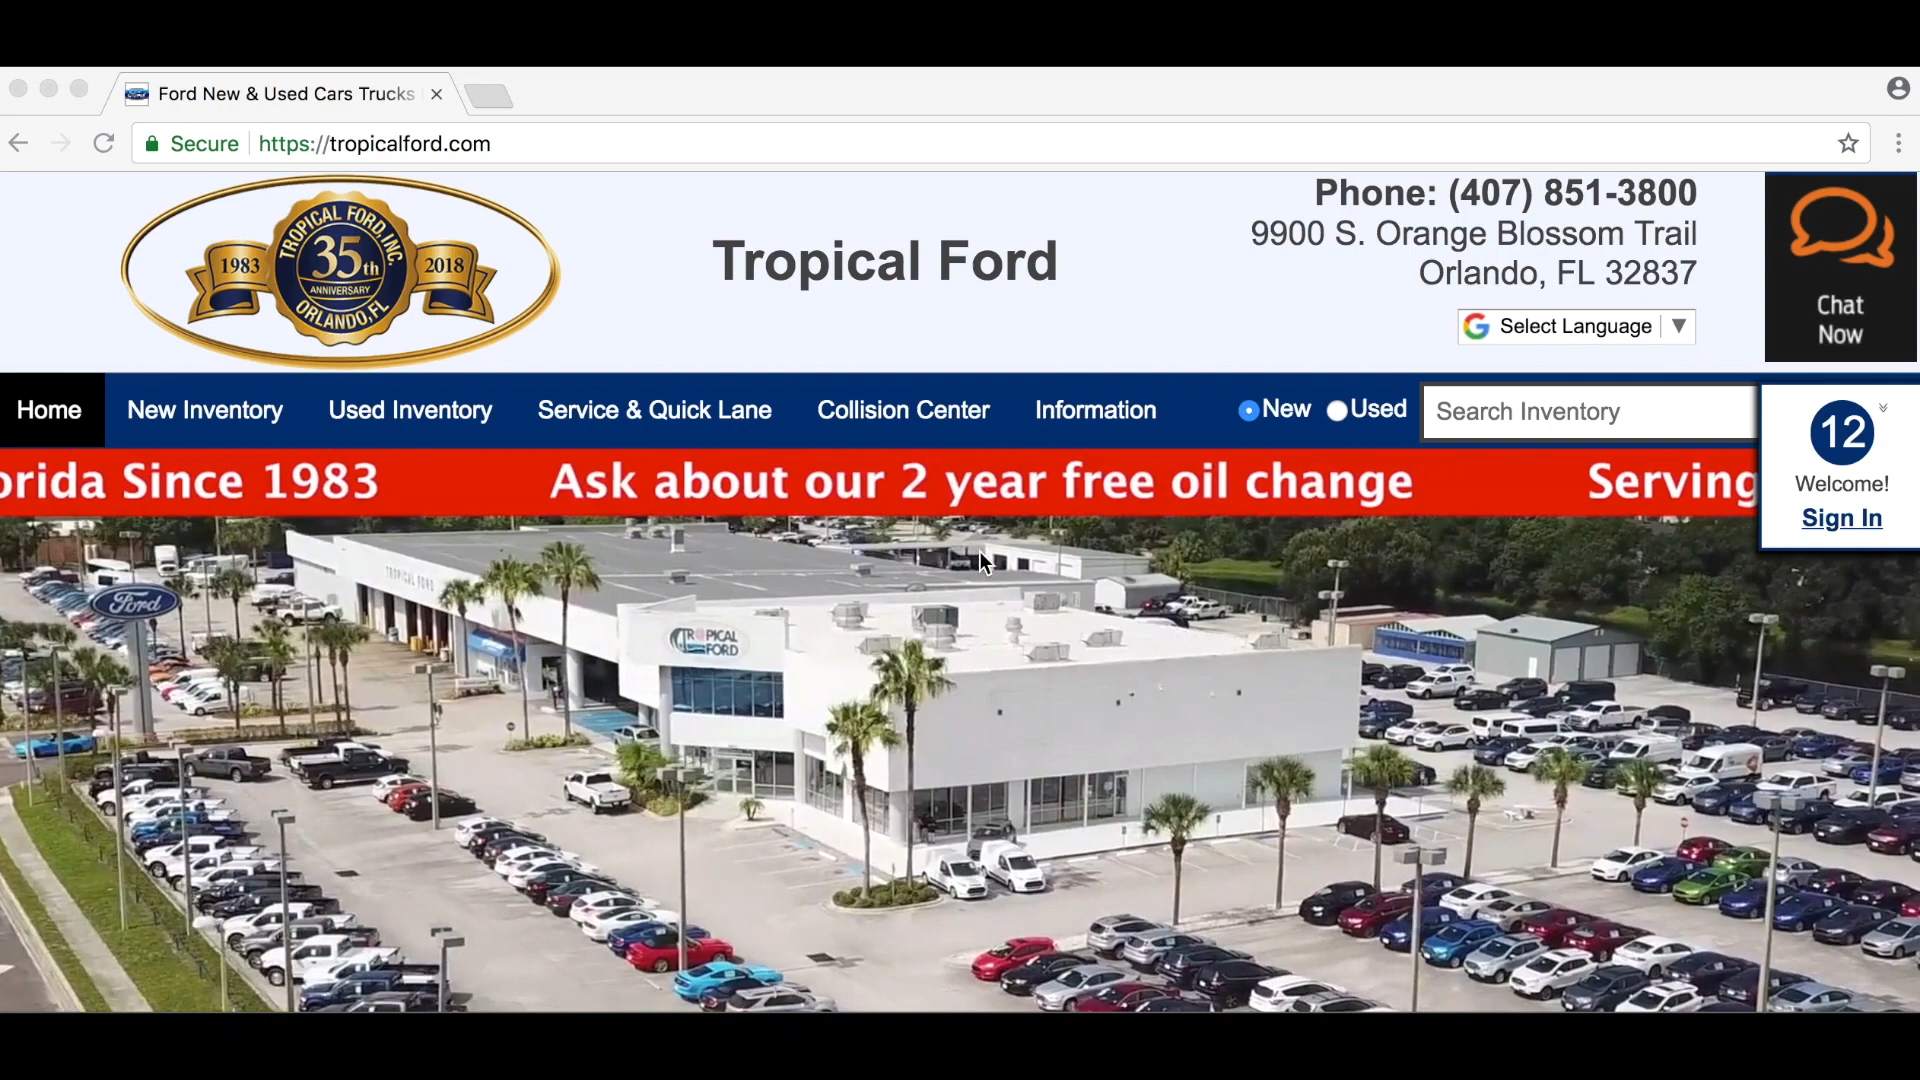 Ford New & Used Cars Trucks
Secure https://tropicalford.com
TROPICAL FORD, INC.
1983 35th 2018
ANNIVERSARY
ORLANDO, FL
Tropical Ford
Phone: (407) 851-3800
9900 S. Orange Blossom Trail
Orlando, FL 32837
Select Language ▼
Chat
Now
Home New Inventory Used Inventory Service & Quick Lane Collision Center Information New Used Search Inventory
12
Welcome!
Sign In
orida Since 1983 Ask about our 2 year free oil change Serving
TROPICAL FORD
Ford
TROPICAL
FORD